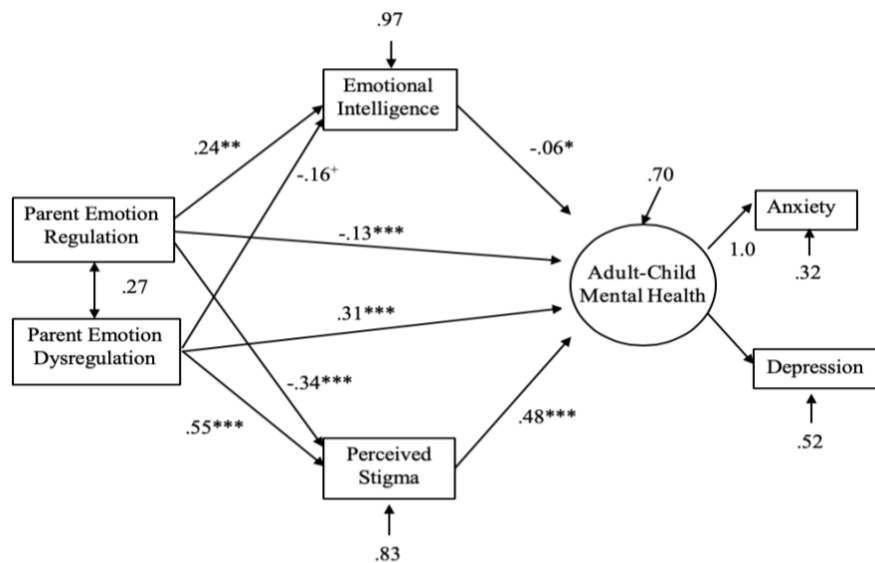 .97
Emotional
Intelligence
.24**
-.06*
-.16+
.70
Parent Emotion
Regulation
Anxiety
-.13***
1.0
.32
Adult-Child
Mental Health
.27
.31***
Parent Emotion
Dysregulation
Depression
-.34***
.55***
.48***
.52
Perceived
Stigma
.83